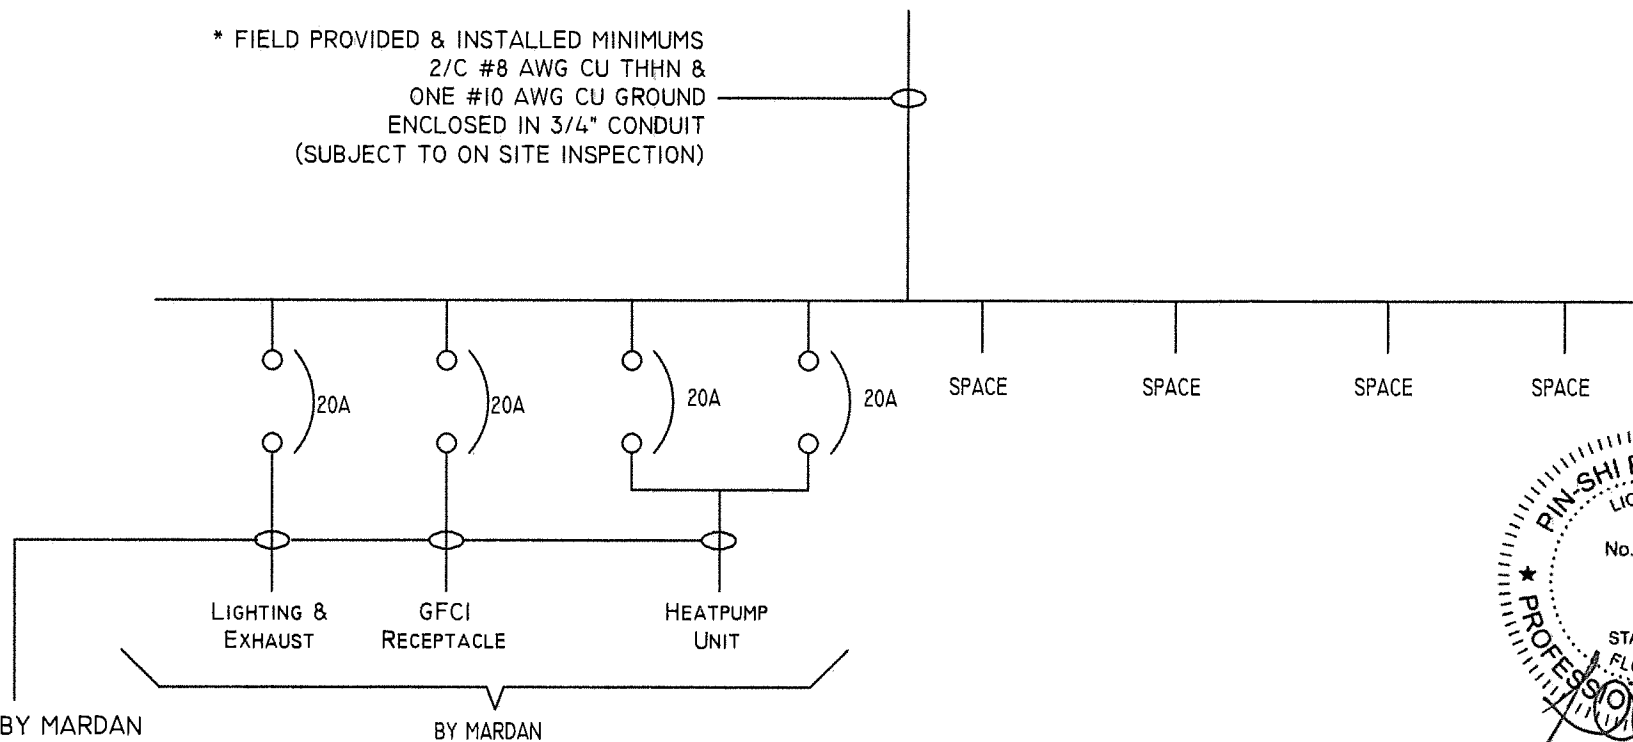 * FIELD PROVIDED & INSTALLED MINIMUMS
2/C #8 AWG CU THHN &
ONE #10 AWG CU GROUND
ENCLOSED IN 3/4" CONDUIT
(SUBJECT TO ON SITE INSPECTION)
20A
20A
20A
20A
SPACE
SPACE
SPACE
SPACE
LIGHTING &
EXHAUST
GFCI
RECEPTACLE
HEATPUMP
UNIT
BY MARDAN
BY MARDAN
PIN-SHI
No.
★